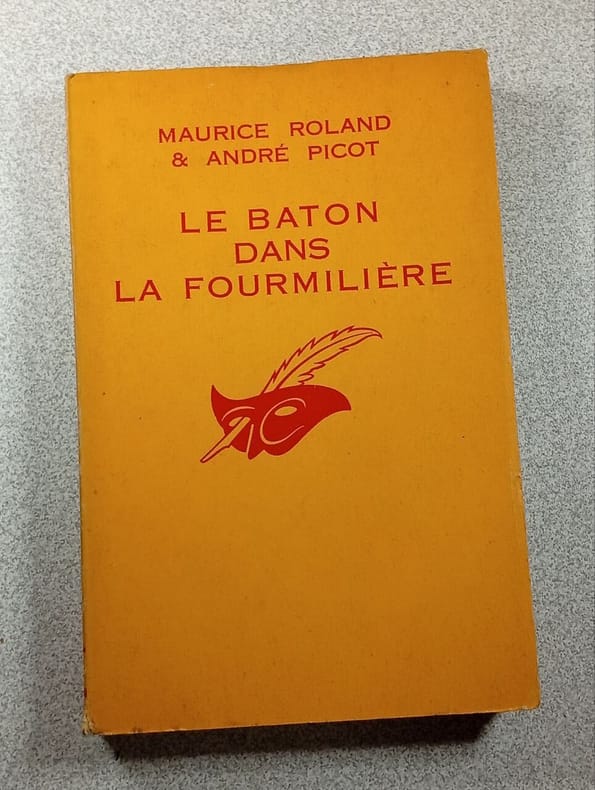 MAURICE ROLAND
& ANDRÉ PICOT
LE BATON
DANS
LA FOURMILIÈRE